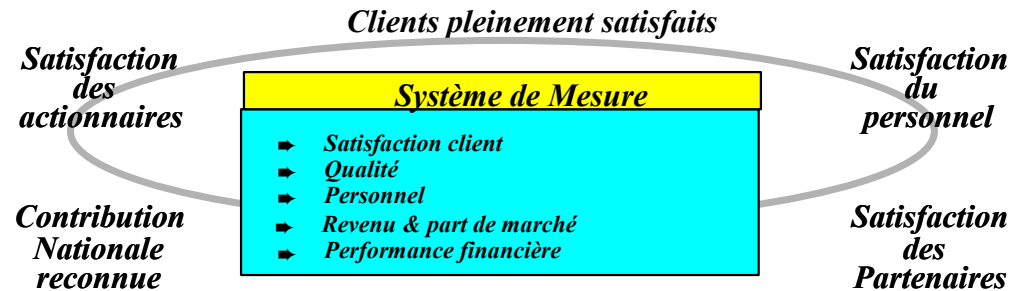 Clients pleinement satisfaits
Satisfaction
des
actionnaires
Satisfaction
du
personnel
Système de Mesure
Satisfaction client
Qualité
Personnel
Revenu & part de marché
Performance financière
Contribution
Nationale
reconnue
Satisfaction
des
Partenaires